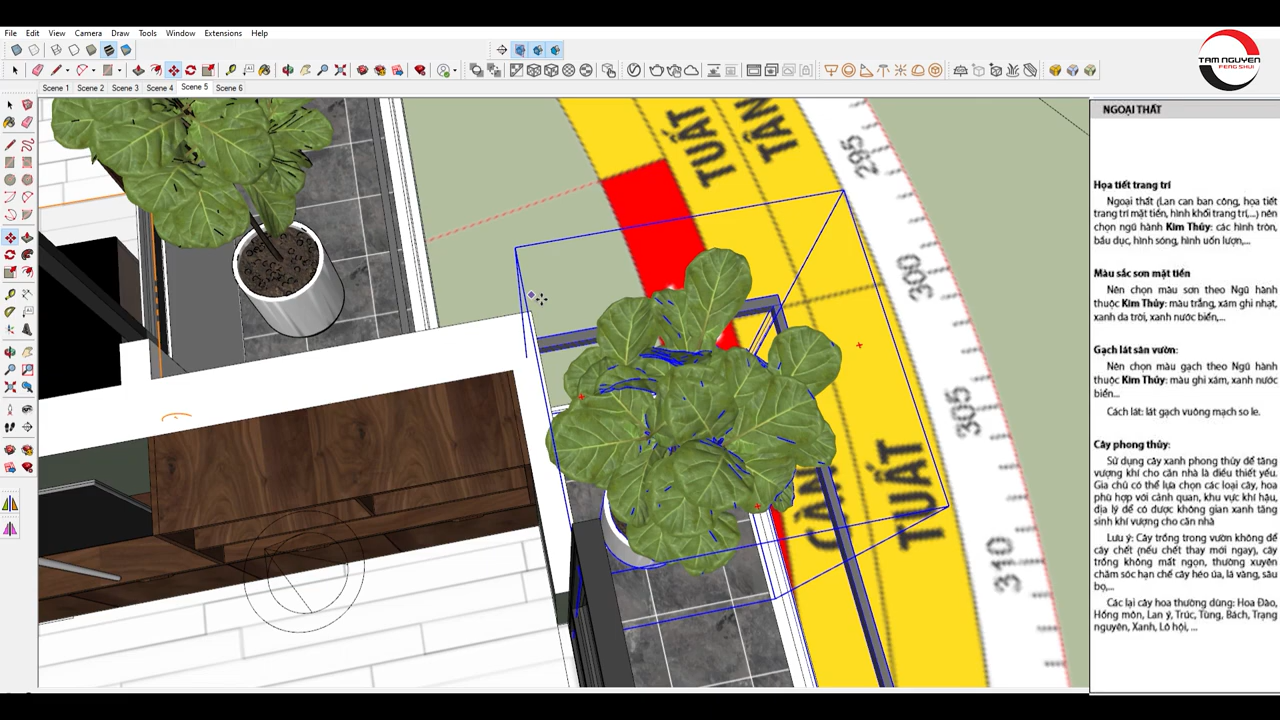 File Edit View Camera Draw Tools Window Extensions Help
TAM NGUYEN
FENG SHUI
Scene 1 Scene 2 Scene 3 Scene 4 Scene 5 Scene 6
TUẤT
TÂN
295
300
305
310
CÀN
TUẤT
NGOẠI THẤT
Họa tiết trang trí
Ngoại thất (Lan can ban công, họa tiết
trang trí mặt tiền, hình khối trang trí,...) nên
chọn ngũ hành Kim Thủy: các hình tròn,
bầu dục, hình sóng, hình uốn lượn,...
Màu sắc sơn mặt tiền
Nên chọn màu sơn theo Ngũ hành
thuộc Kim Thủy: màu trắng, xám ghi nhạt,
xanh da trời, xanh nước biển,...
Gạch lát sân vườn:
Nên chọn màu gạch theo Ngũ hành
thuộc Kim Thủy: màu ghi xám, xanh nước
biển...
Cách lát: lát gạch vuông mạch so le.
Cây phong thủy:
Sử dụng cây xanh phong thủy để tăng
vượng khí cho căn nhà là điều thiết yếu.
Gia chủ có thể lựa chọn các loại cây, hoa
phù hợp với cảnh quan, khu vực khí hậu,
địa lý để có được không gian xanh tăng
sinh khí vượng cho căn nhà
Lưu ý: Cây trồng trong vườn không để
cây chết (nếu chết thay mới ngay), cây
trồng không mất ngọn, thường xuyên
chăm sóc hạn chế cây héo úa, lá vàng, sâu
bọ,...
Các lại cây hoa thường dùng: Hoa Đào,
Hồng môn, Lan ý, Trúc, Tùng, Bách, Trạng
nguyên, Xanh, Lô hội, ...